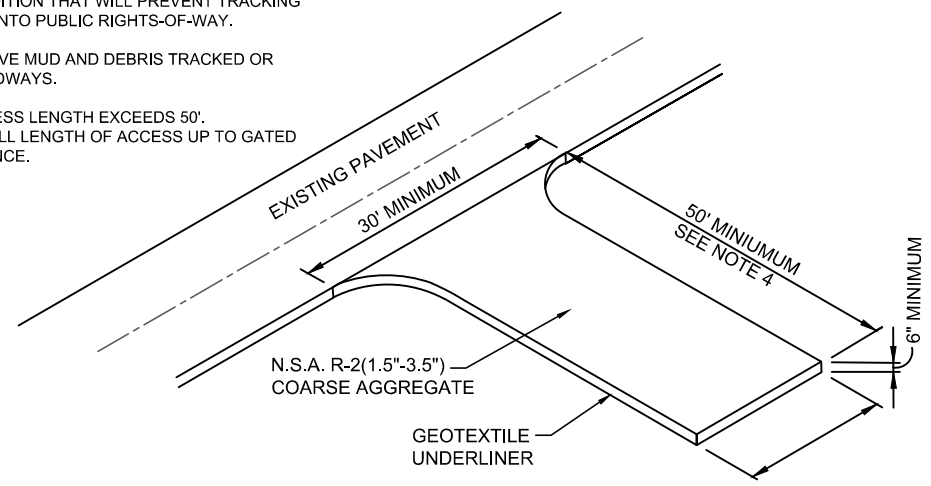 DITION THAT WILL PREVENT TRACKING
NTO PUBLIC RIGHTS-OF-WAY.
VE MUD AND DEBRIS TRACKED OR
DWAYS.
ESS LENGTH EXCEEDS 50'.
LL LENGTH OF ACCESS UP TO GATED
NCE.
EXISTING PAVEMENT
30' MINIMUM
50' MINIUMUM
SEE NOTE 4
6" MINIMUM
N.S.A. R-2(1.5"-3.5")
COARSE AGGREGATE
GEOTEXTILE
UNDERLINER